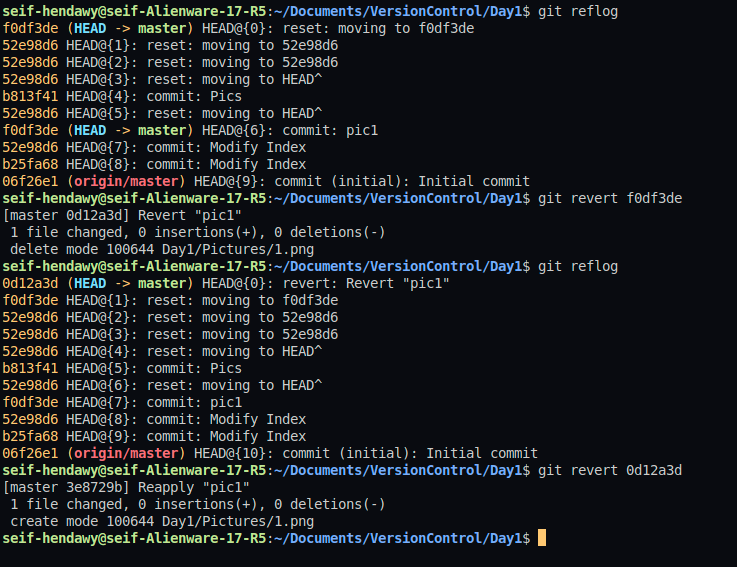 seif-hendawy@seif-Alienware-17-R5:~/Documents/VersionControl/Day1$ git reflog
f0df3de (HEAD -> master) HEAD@{0}: reset: moving to f0df3de
52e98d6 HEAD@{1}: reset: moving to 52e98d6
52e98d6 HEAD@{2}: reset: moving to 52e98d6
52e98d6 HEAD@{3}: reset: moving to HEAD^
b813f41 HEAD@{4}: commit: Pics
52e98d6 HEAD@{5}: reset: moving to HEAD^
f0df3de (HEAD -> master) HEAD@{6}: commit: pic1
52e98d6 HEAD@{7}: commit: Modify Index
b25fa68 HEAD@{8}: commit: Modify Index
06f26e1 (origin/master) HEAD@{9}: commit (initial): Initial commit
seif-hendawy@seif-Alienware-17-R5:~/Documents/VersionControl/Day1$ git revert f0df3de
[master 0d12a3d] Revert "pic1"
 1 file changed, 0 insertions(+), 0 deletions(-)
 delete mode 100644 Day1/Pictures/1.png
seif-hendawy@seif-Alienware-17-R5:~/Documents/VersionControl/Day1$ git reflog
0d12a3d (HEAD -> master) HEAD@{0}: revert: Revert "pic1"
f0df3de HEAD@{1}: reset: moving to f0df3de
52e98d6 HEAD@{2}: reset: moving to 52e98d6
52e98d6 HEAD@{3}: reset: moving to 52e98d6
52e98d6 HEAD@{4}: reset: moving to HEAD^
b813f41 HEAD@{5}: commit: Pics
52e98d6 HEAD@{6}: reset: moving to HEAD^
f0df3de HEAD@{7}: commit: pic1
52e98d6 HEAD@{8}: commit: Modify Index
b25fa68 HEAD@{9}: commit: Modify Index
06f26e1 (origin/master) HEAD@{10}: commit (initial): Initial commit
seif-hendawy@seif-Alienware-17-R5:~/Documents/VersionControl/Day1$ git revert 0d12a3d
[master 3e8729b] Reapply "pic1"
 1 file changed, 0 insertions(+), 0 deletions(-)
 create mode 100644 Day1/Pictures/1.png
seif-hendawy@seif-Alienware-17-R5:~/Documents/VersionControl/Day1$